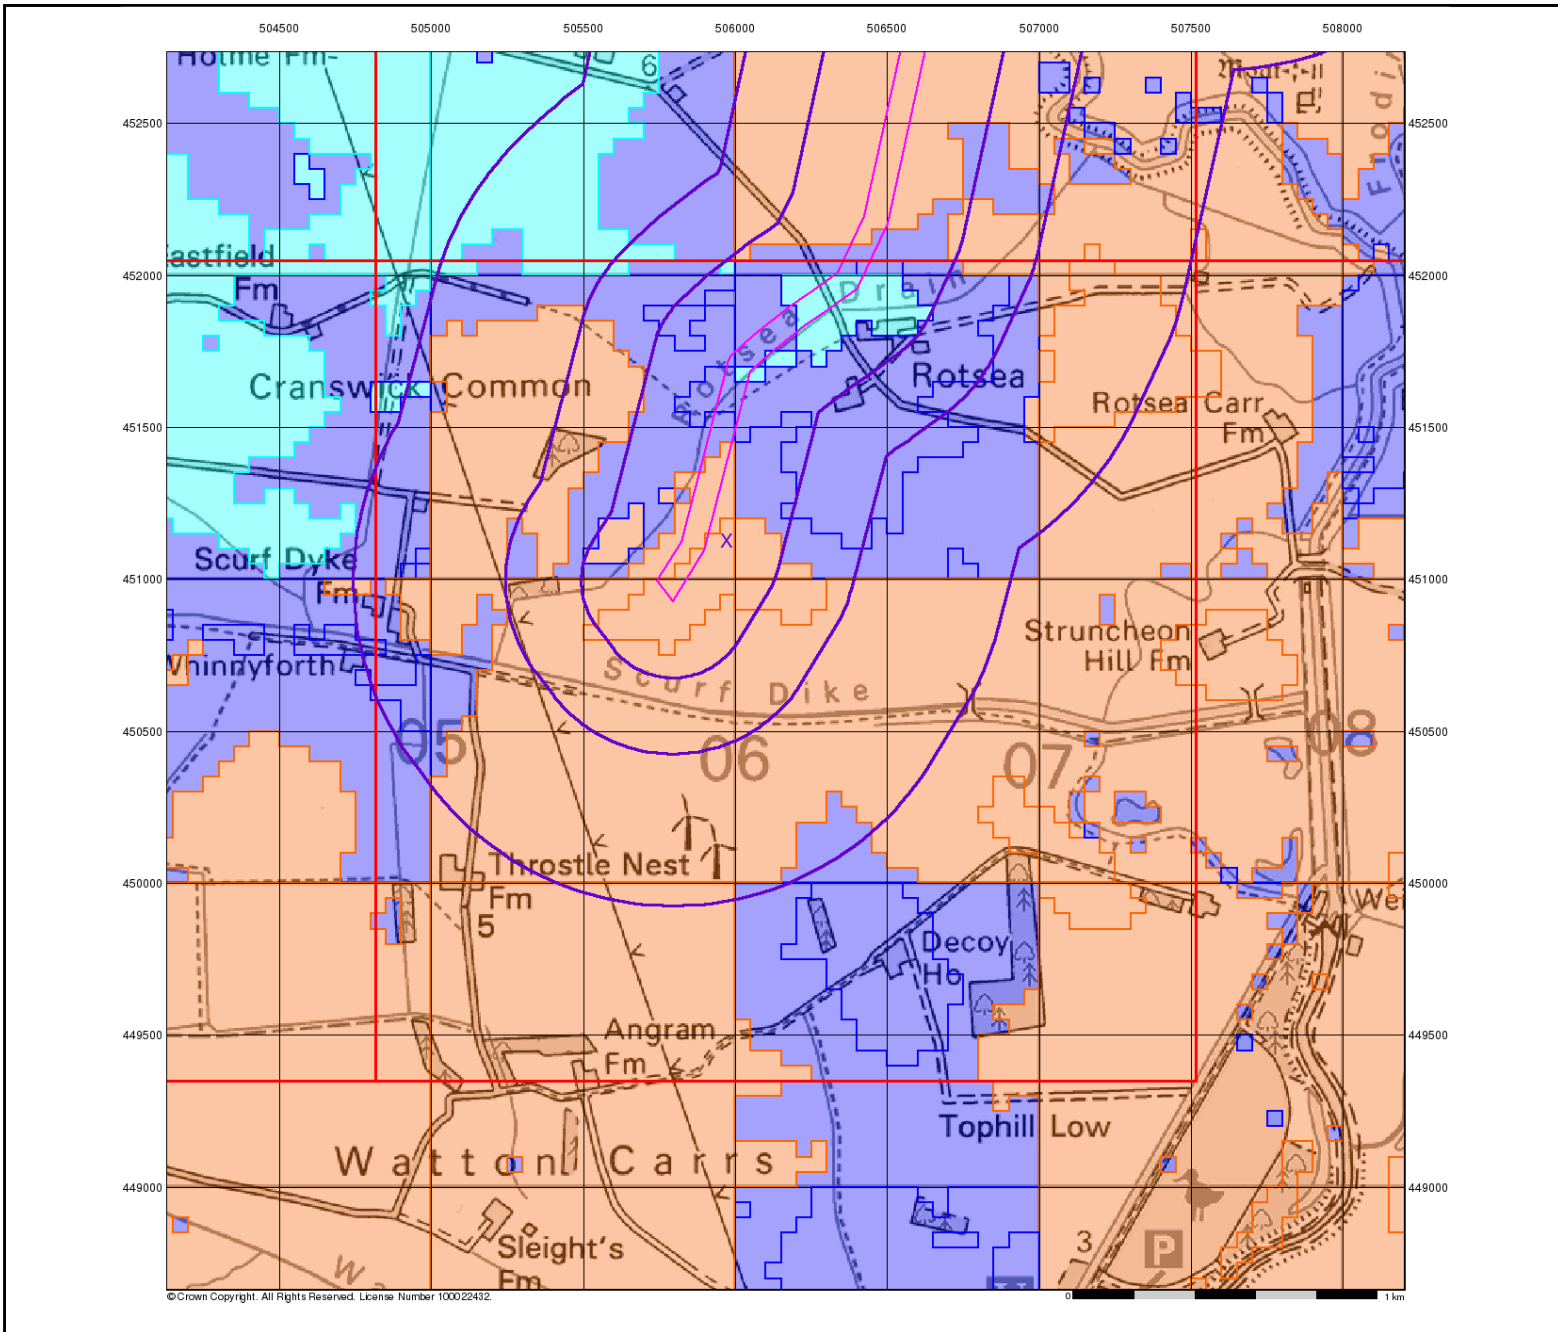 504500 505000 505500 506000 506500 507000 507500 508000
Holme Fm
6
452500 452500
Eastfield
Fm
452000 452000
Rotsea Drain
Cranswick Common
Rotsea
Rotsea Carr
Fm
451500 451500
Scurf Dyke
Fm
451000 451000
Struncheon
Hill Fm
Whinnyforth
Scurf Dike
450500 450500
05 06 07 08
Throstle Nest
Fm
5
450000 450000
Decoy
Ho
449500 449500
Angram
Fm
Tophill Low
Watton Carrs
449000 449000
3
P
Sleight's
Fm
© Crown Copyright. All Rights Reserved. License Number 100022432.
0 1 km